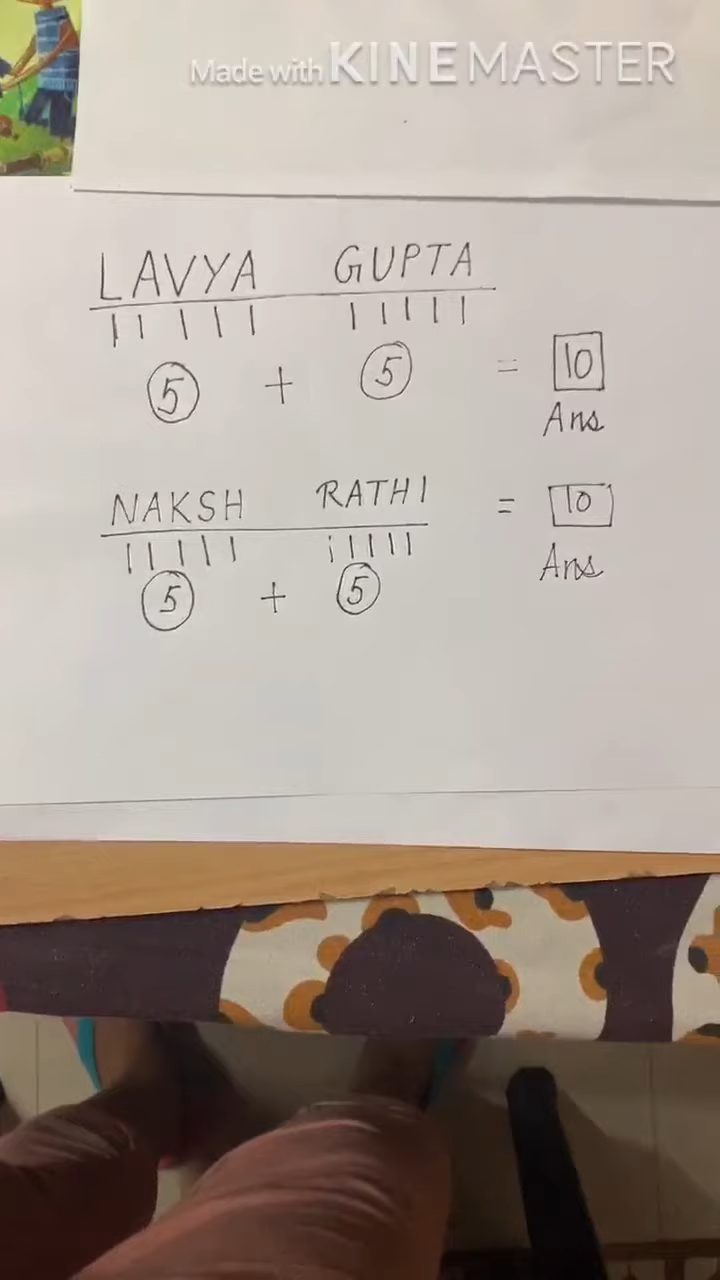 Made with KINEMASTER
LAVYA GUPTA
5 + 5 = 10
Ans
NAKSH RATHI = 10
Ans
5 + 5